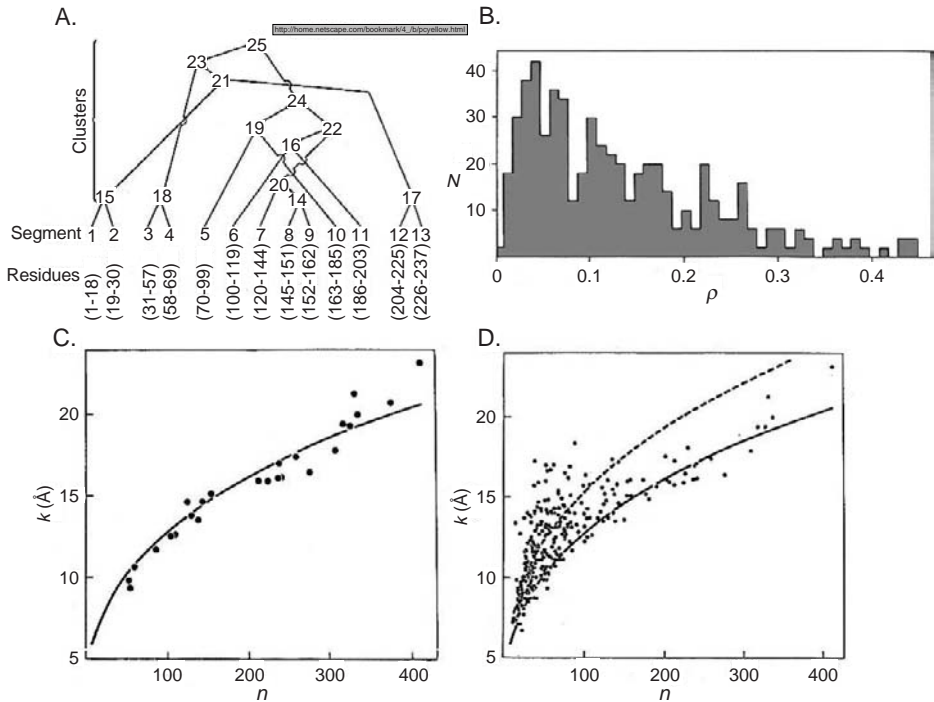 A.
http://home.netscape.com/bookmark/4_/b/pcyellow.html
25
23
21
24
19
22
16
20
15
18
14
17
Clusters
Segment 1 2 3 4 5 6 7 8 9 10 11 12 13
Residues (1-18) (19-30) (31-57) (58-69) (70-99) (100-119) (120-144) (145-151) (152-162) (163-185) (186-203) (204-225) (226-237)
B.
40
30
20
10
0
N
0 0.1 0.2 0.3 0.4
ρ
C.
20
15
10
5
k (Å)
100 200 300 400
n
D.
20
15
10
5
k (Å)
100 200 300 400
n